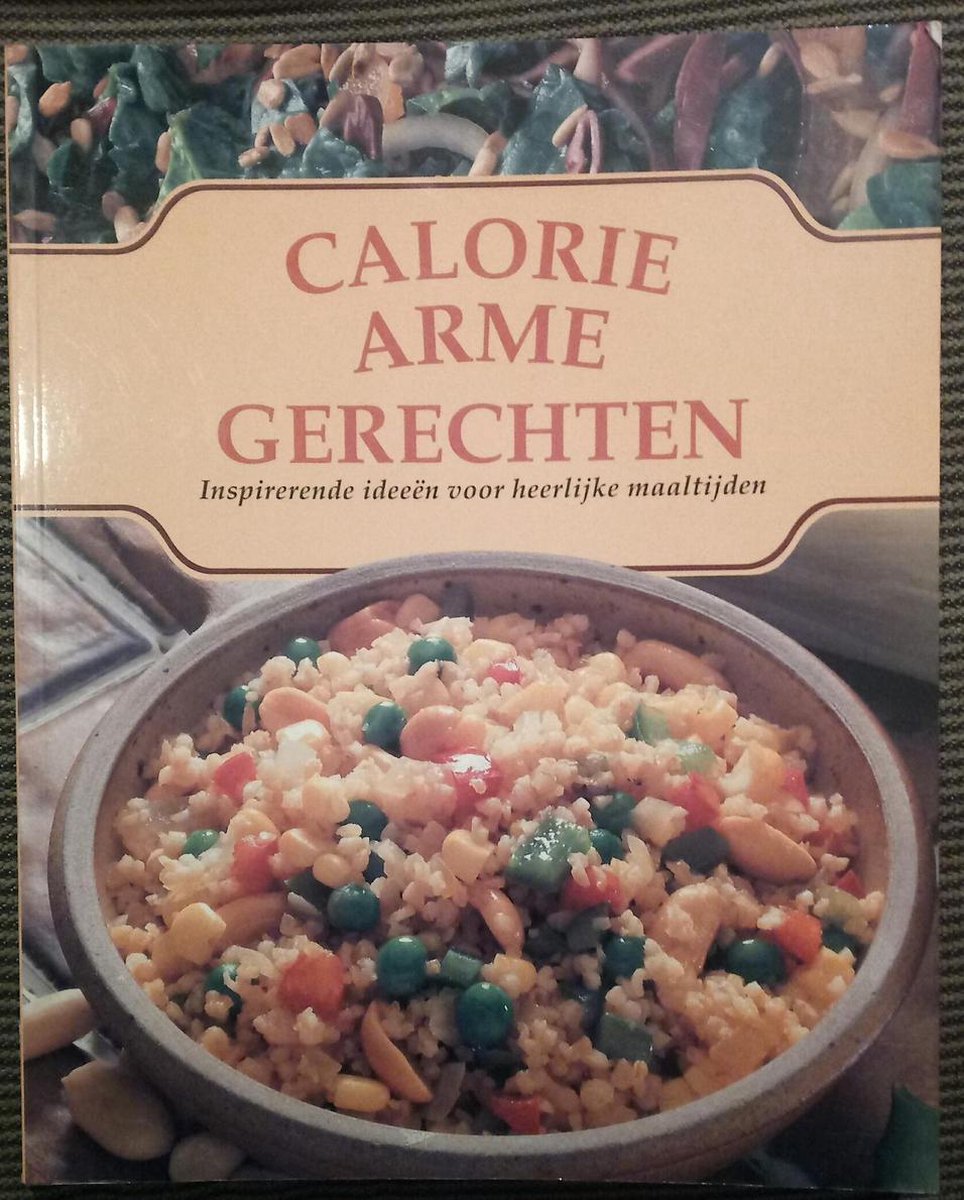 CALORIE
ARME
GERECHTEN
Inspirerende ideeën voor heerlijke maaltijden